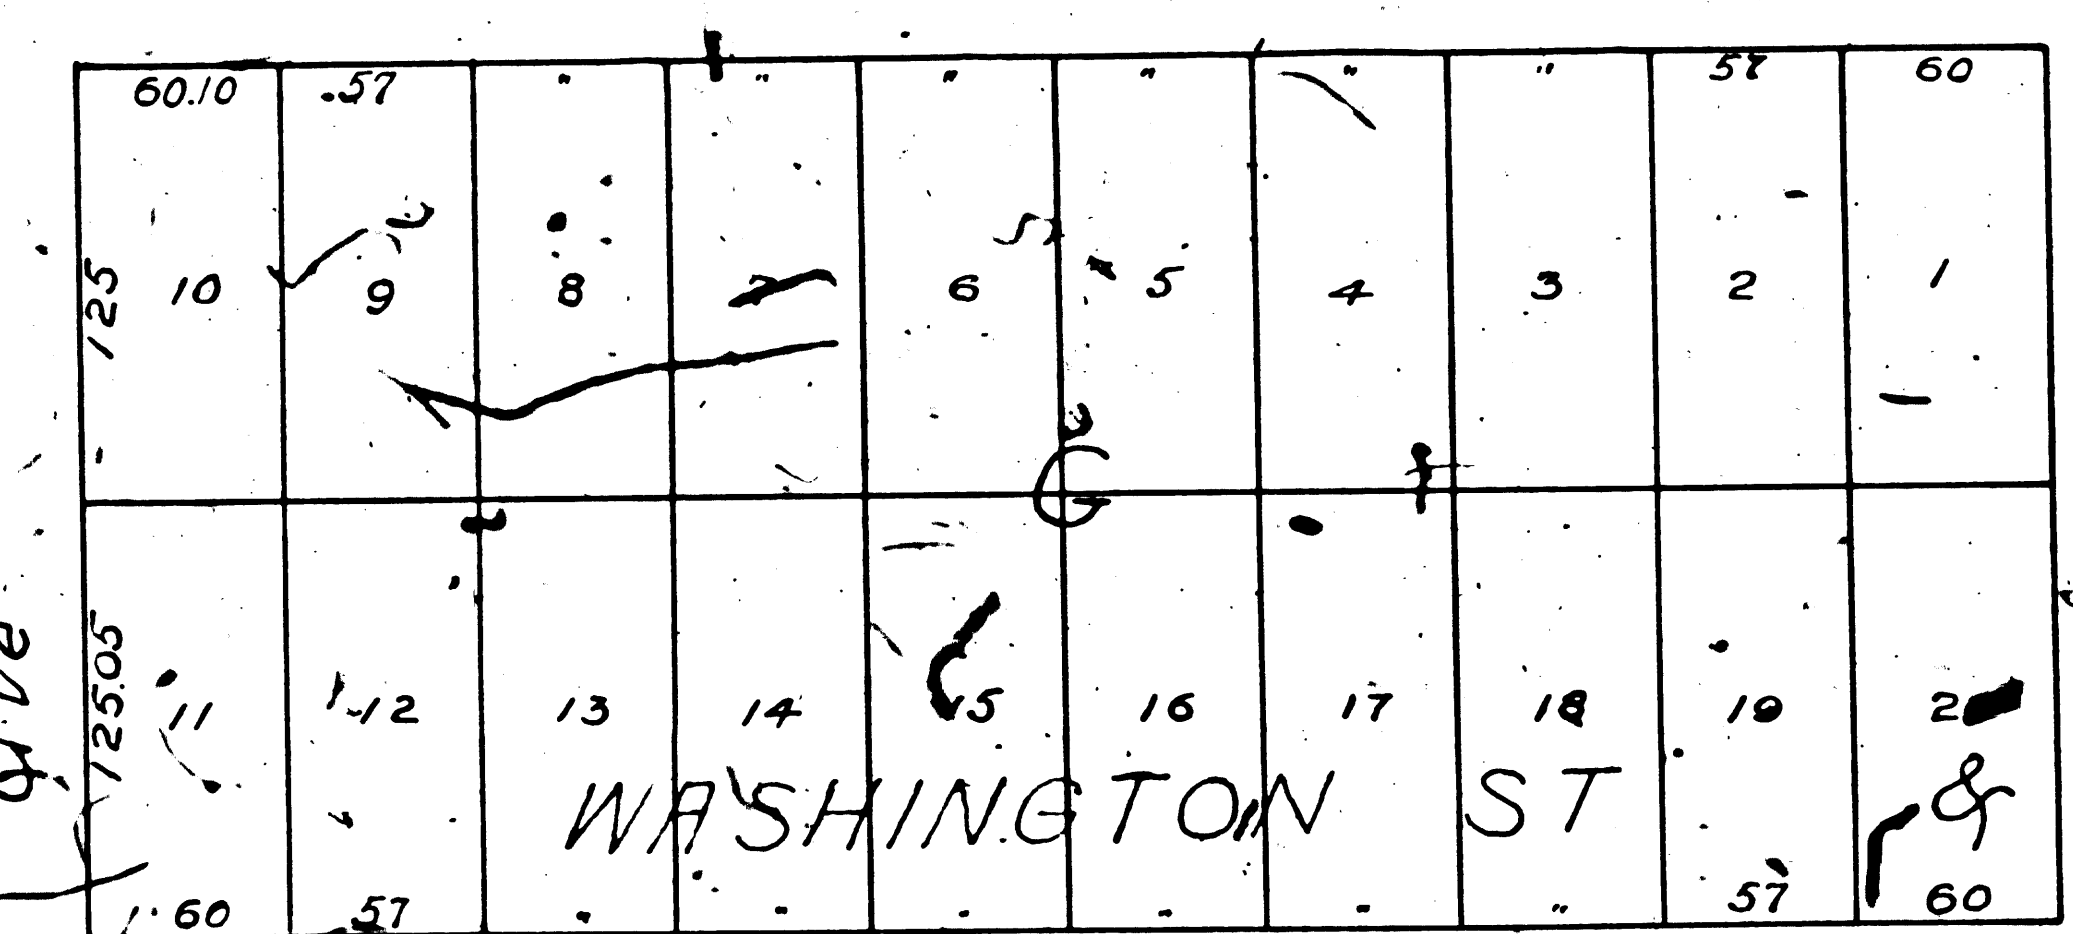 60.10 .57 " " " " " " 57 60
125 10 9 8 7 6 5 4 3 2 1
125.05 11 12 13 14 15 16 17 18 19 20
WASHINGTON ST
60 57 " " " " " " 57 60